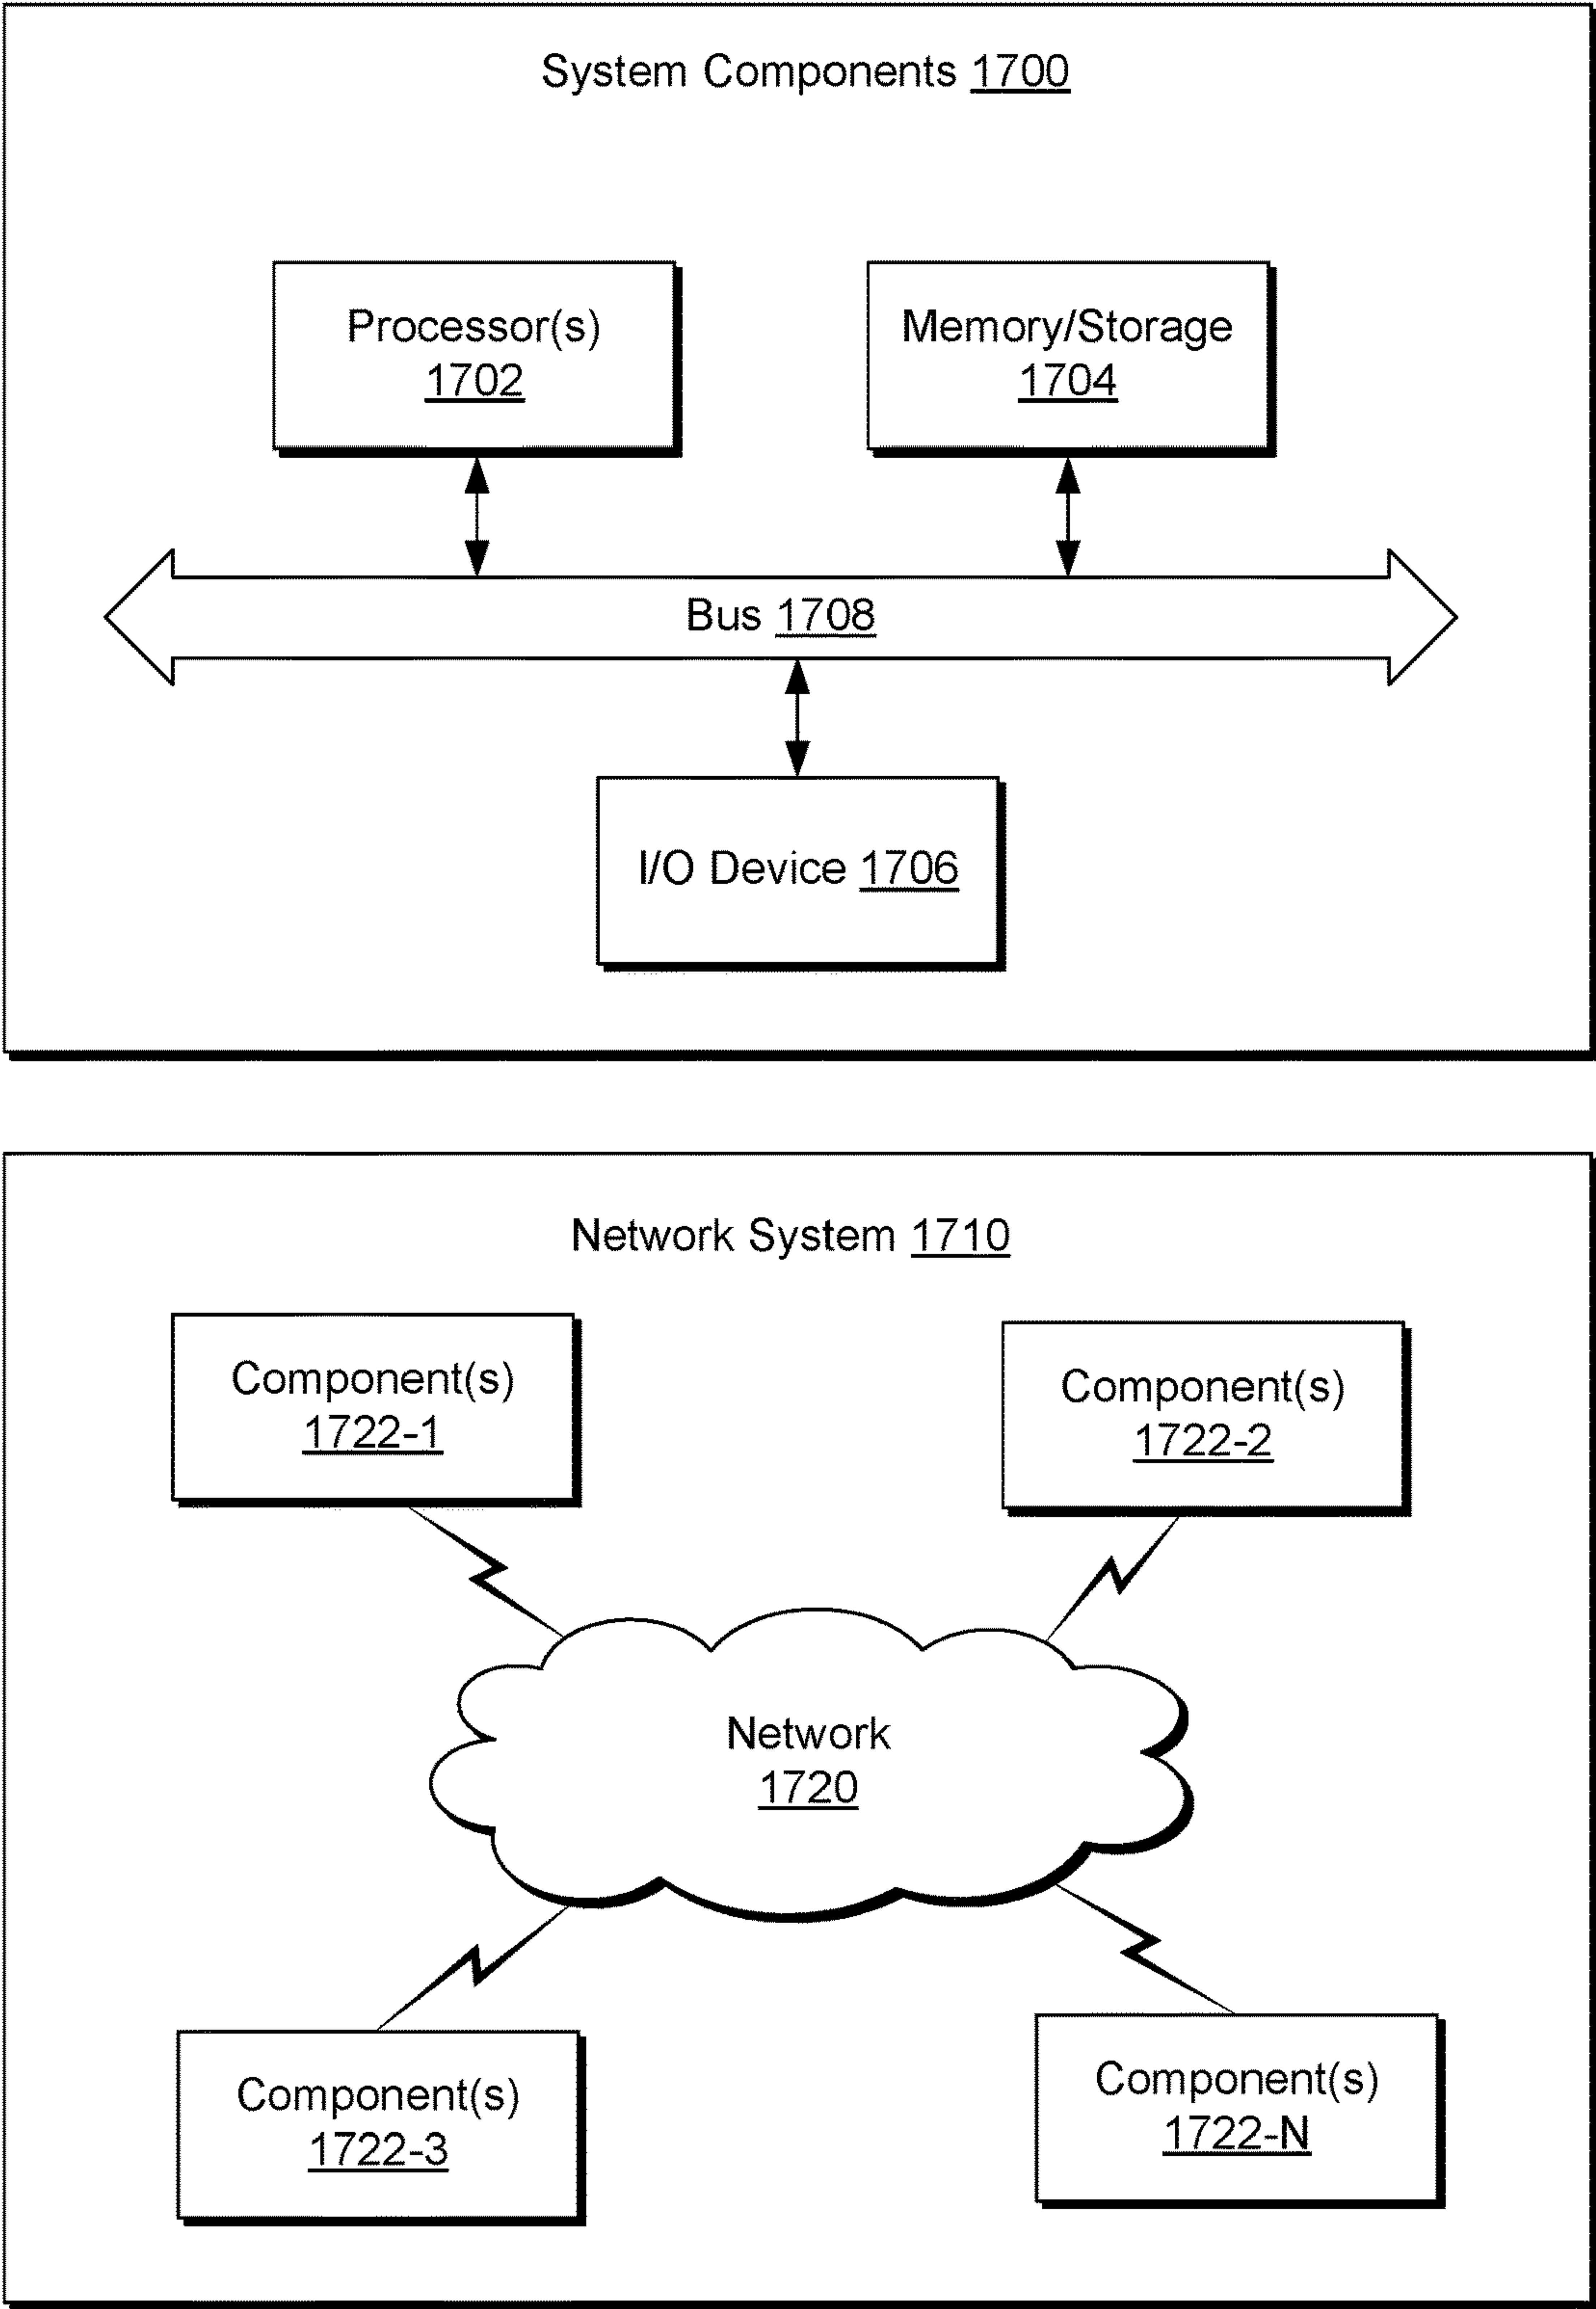 System Components 1700
Processor(s)
1702
Memory/Storage
1704
Bus 1708
I/O Device 1706
Network System 1710
Component(s)
1722-1
Component(s)
1722-2
Network
1720
Component(s)
1722-3
Component(s)
1722-N